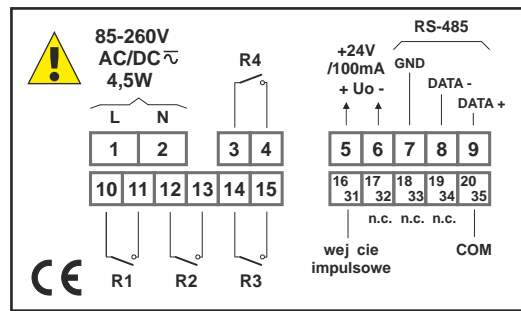 85-260V
AC/DC
4,5W
L N
R4
+24V
/100mA
+ Uo -
RS-485
GND
DATA -
DATA +
1 2 3 4 5 6 7 8 9
10 11 12 13 14 15
16 31 17 32 18 33 19 34 20 35
n.c. n.c. n.c.
wej cie
impulsowe
COM
R1 R2 R3
CE